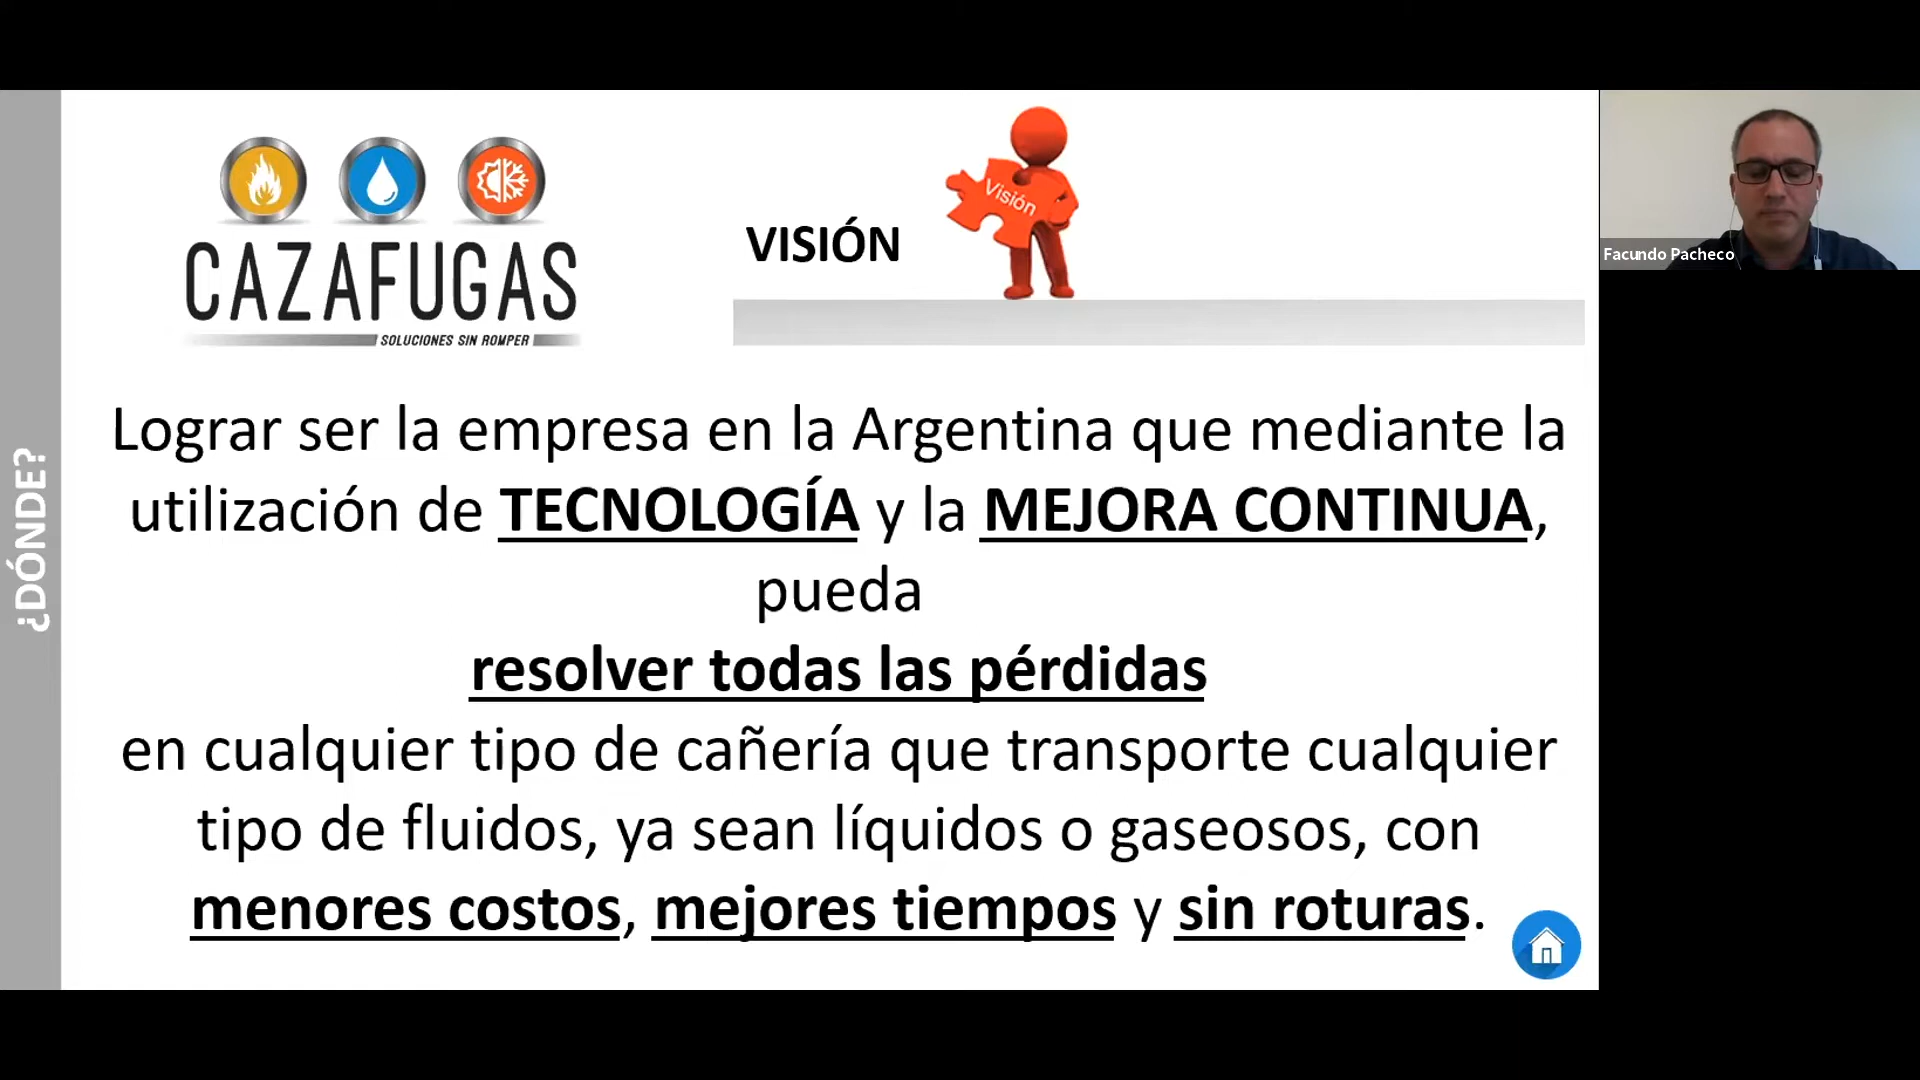 ¿DÓNDE?
CAZAFUGAS
SOLUCIONES SIN ROMPER
VISIÓN
Visión
Facundo Pacheco
Lograr ser la empresa en la Argentina que mediante la
utilización de TECNOLOGÍA y la MEJORA CONTINUA,
pueda
resolver todas las pérdidas
en cualquier tipo de cañería que transporte cualquier
tipo de fluidos, ya sean líquidos o gaseosos, con
menores costos, mejores tiempos y sin roturas.